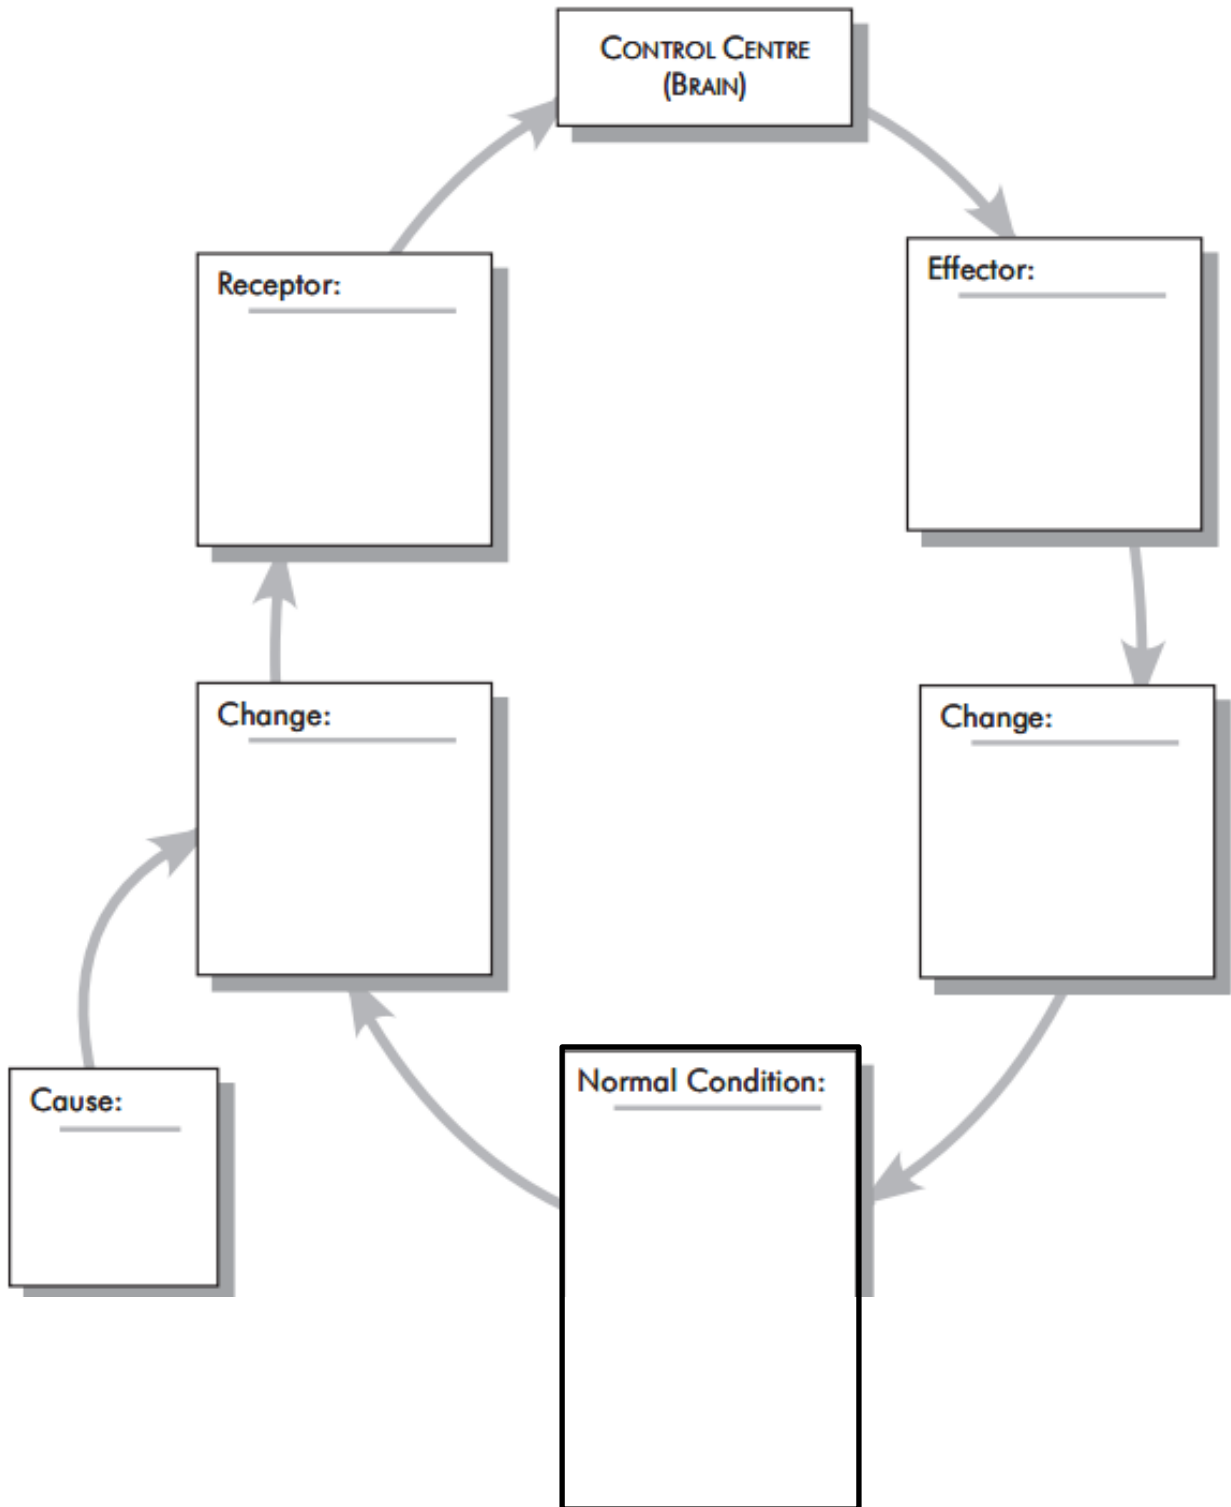 CONTROL CENTRE
(BRAIN)
Receptor:
Effector:
Change:
Change:
Cause:
Normal Condition: